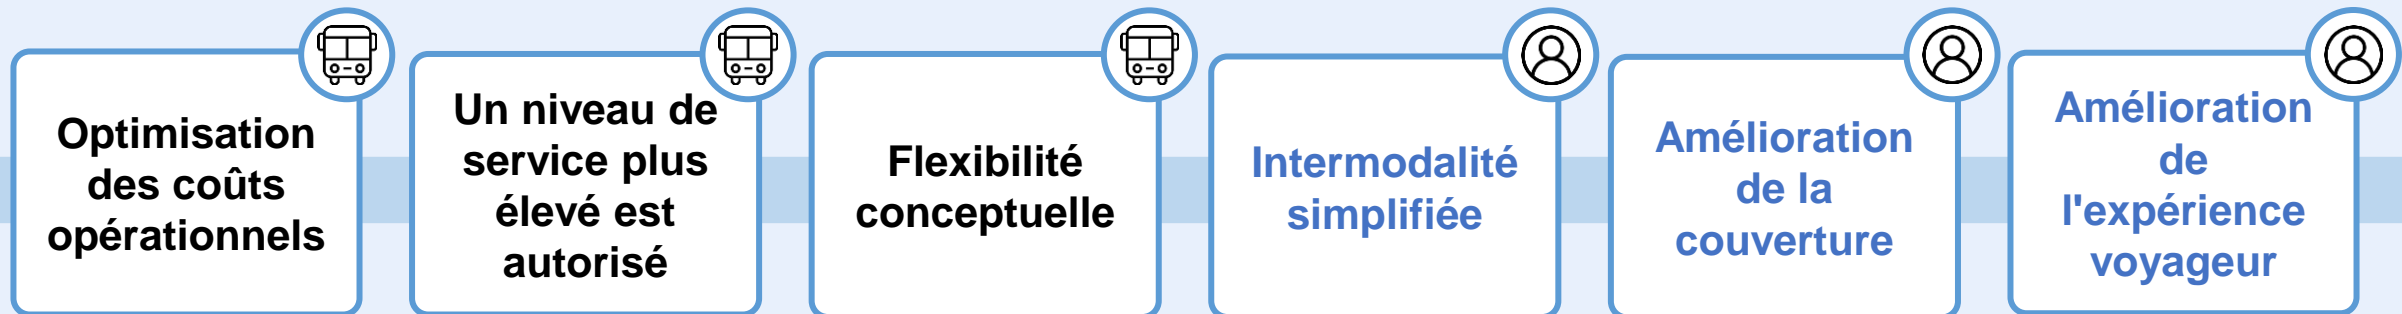 Optimisation
des coûts
opérationnels
Un niveau de
service plus
élevé est
autorisé
Flexibilité
conceptuelle
Intermodalité
simplifiée
Amélioration
de la
couverture
Amélioration
de
l'expérience
voyageur